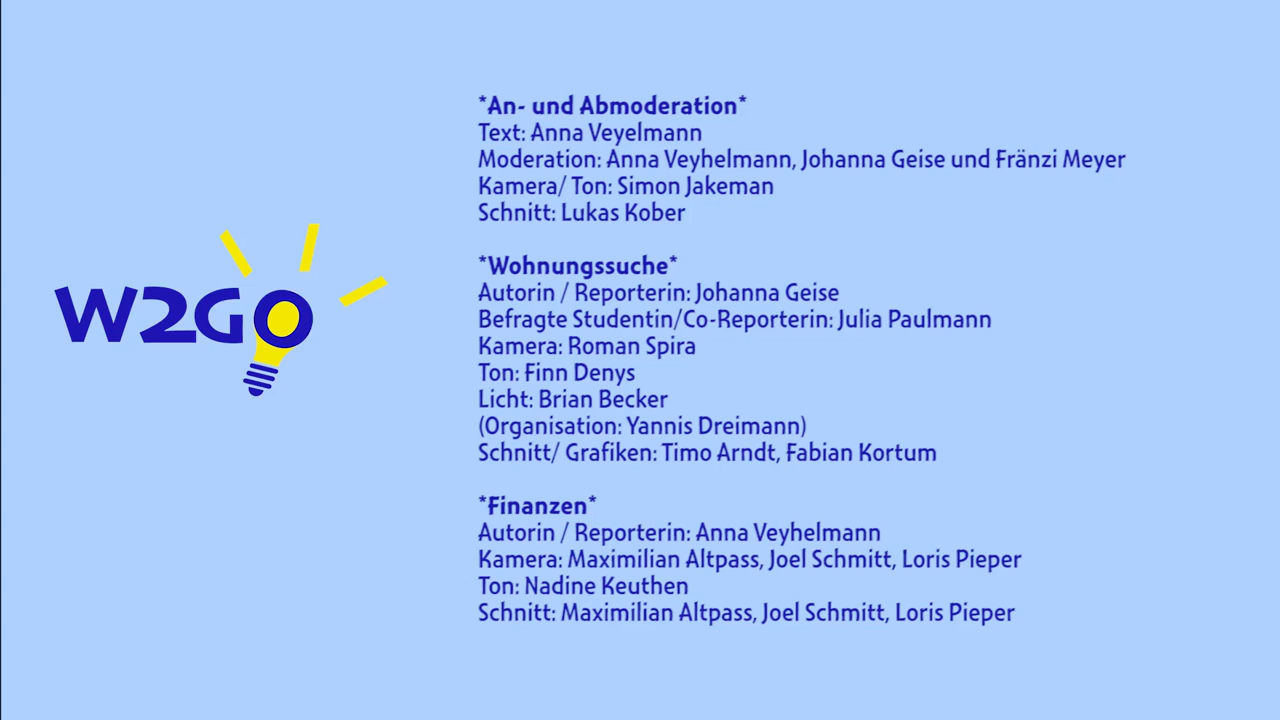 W2GO
*An- und Abmoderation*
Text: Anna Veyelmann
Moderation: Anna Veyhelmann, Johanna Geise und Fränzi Meyer
Kamera/ Ton: Simon Jakeman
Schnitt: Lukas Kober
*Wohnungssuche*
Autorin / Reporterin: Johanna Geise
Befragte Studentin/Co-Reporterin: Julia Paulmann
Kamera: Roman Spira
Ton: Finn Denys
Licht: Brian Becker
(Organisation: Yannis Dreimann)
Schnitt/ Grafiken: Timo Arndt, Fabian Kortum
*Finanzen*
Autorin / Reporterin: Anna Veyhelmann
Kamera: Maximilian Altpass, Joel Schmitt, Loris Pieper
Ton: Nadine Keuthen
Schnitt: Maximilian Altpass, Joel Schmitt, Loris Pieper